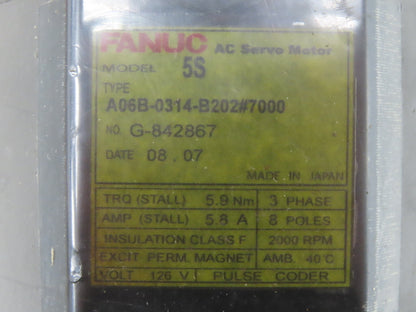 FANUC AC Servo Motor
MODEL 5S
TYPE
A06B-0314-B202#7000
NO. G-842867
DATE 08.07
MADE IN JAPAN
TRQ (STALL) 5.9 Nm 3 PHASE
AMP (STALL) 5.8 A 8 POLES
INSULATION CLASS F 2000 RPM
EXCIT PERM. MAGNET AMB. 40°C
VOLT 126 V PULSE CODER